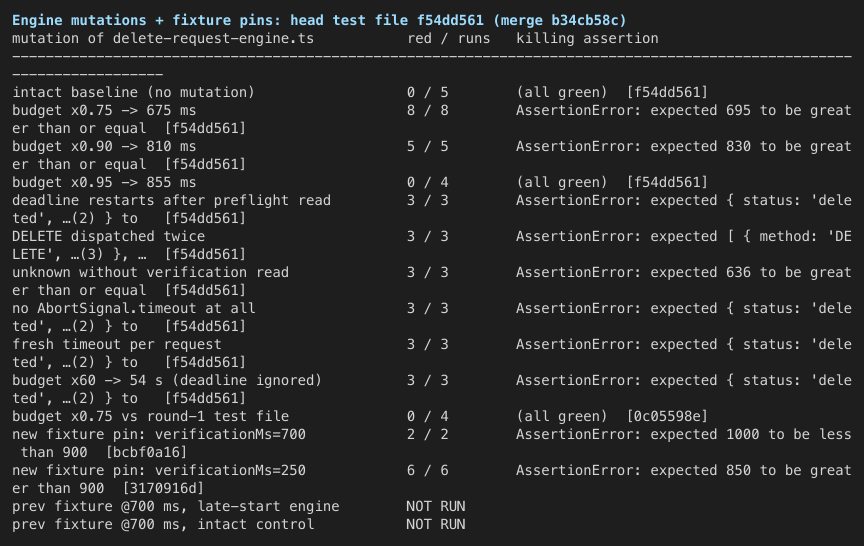 Engine mutations + fixture pins: head test file f54dd561 (merge b34cb58c)
mutation of delete-request-engine.ts red / runs killing assertion
--------------------------------------------------------------------------------------------------------
------------------
intact baseline (no mutation) 0 / 5 (all green) [f54dd561]
budget x0.75 -> 675 ms 8 / 8 AssertionError: expected 695 to be great
er than or equal [f54dd561]
budget x0.90 -> 810 ms 5 / 5 AssertionError: expected 830 to be great
er than or equal [f54dd561]
budget x0.95 -> 855 ms 0 / 4 (all green) [f54dd561]
deadline restarts after preflight read 3 / 3 AssertionError: expected { status: 'dele
ted', …(2) } to [f54dd561]
DELETE dispatched twice 3 / 3 AssertionError: expected [ { method: 'DE
LETE', …(3) }, … [f54dd561]
unknown without verification read 3 / 3 AssertionError: expected 636 to be great
er than or equal [f54dd561]
no AbortSignal.timeout at all 3 / 3 AssertionError: expected { status: 'dele
ted', …(2) } to [f54dd561]
fresh timeout per request 3 / 3 AssertionError: expected { status: 'dele
ted', …(2) } to [f54dd561]
budget x60 -> 54 s (deadline ignored) 3 / 3 AssertionError: expected { status: 'dele
ted', …(2) } to [f54dd561]
budget x0.75 vs round-1 test file 0 / 4 (all green) [0c05598e]
new fixture pin: verificationMs=700 2 / 2 AssertionError: expected 1000 to be less
than 900 [bcbf0a16]
new fixture pin: verificationMs=250 6 / 6 AssertionError: expected 850 to be great
er than 900 [3170916d]
prev fixture @700 ms, late-start engine NOT RUN
prev fixture @700 ms, intact control NOT RUN